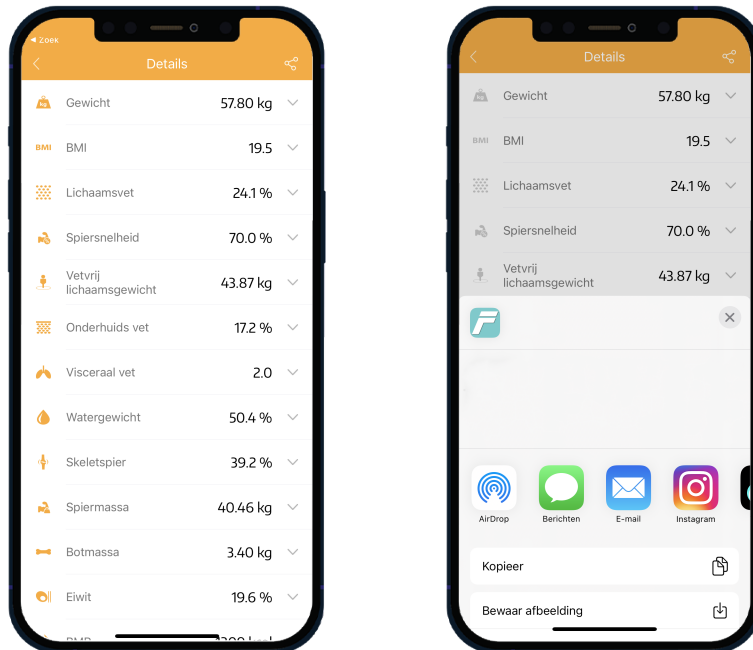 ◀ Zoek
Details
kg
Gewicht 57.80 kg
BMI BMI 19.5
Lichaamsvet 24.1 %
Spiersnelheid 70.0 %
Vetvrij
lichaamsgewicht 43.87 kg
Onderhuids vet 17.2 %
Visceraal vet 2.0
Watergewicht 50.4 %
Skeletspier 39.2 %
Spiermassa 40.46 kg
Botmassa 3.40 kg
Eiwit 19.6 %
BMR
Details
kg
Gewicht 57.80 kg
BMI BMI 19.5
Lichaamsvet 24.1 %
Spiersnelheid 70.0 %
Vetvrij
lichaamsgewicht 43.87 kg
F
AirDrop Berichten E-mail Instagram
Kopieer
Bewaar afbeelding